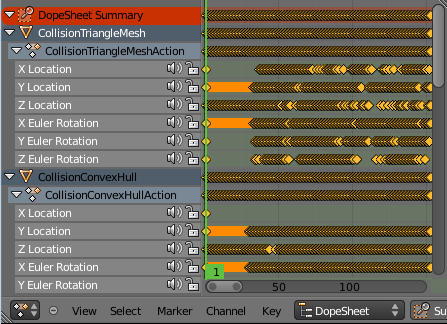 DopeSheet Summary
CollisionTriangleMesh
CollisionTriangleMeshAction
X Location
Y Location
Z Location
X Euler Rotation
Y Euler Rotation
Z Euler Rotation
CollisionConvexHull
CollisionConvexHullAction
X Location
Y Location
Z Location
X Euler Rotation
Y Euler Rotation
1 50 100
View Select Marker Channel Key DopeSheet Su